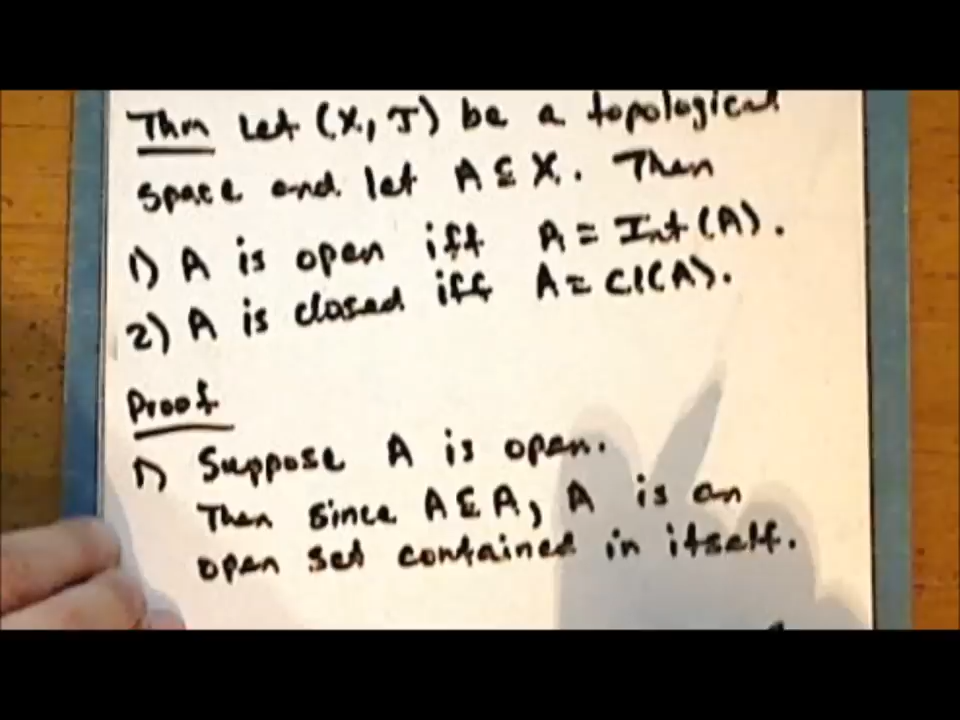 Thm Let (X, T) be a topological
space and let A ⊆ X. Then
1) A is open iff A = Int(A).
2) A is closed iff A = Cl(A).
Proof
1) Suppose A is open.
Then since A ⊆ A, A is an
open set contained in itself.